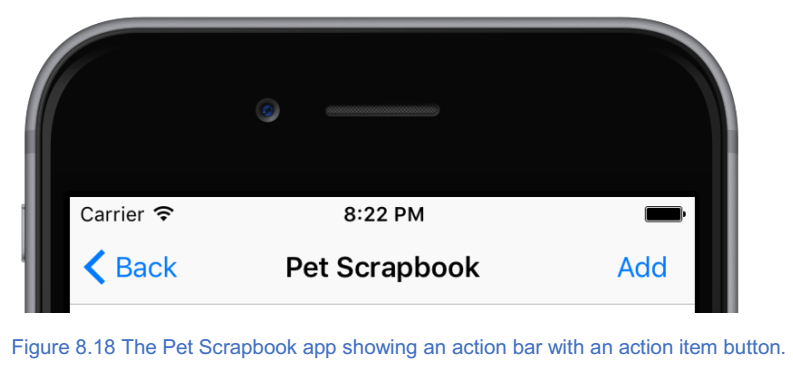 Carrier 8:22 PM
Back Pet Scrapbook Add
Figure 8.18 The Pet Scrapbook app showing an action bar with an action item button.